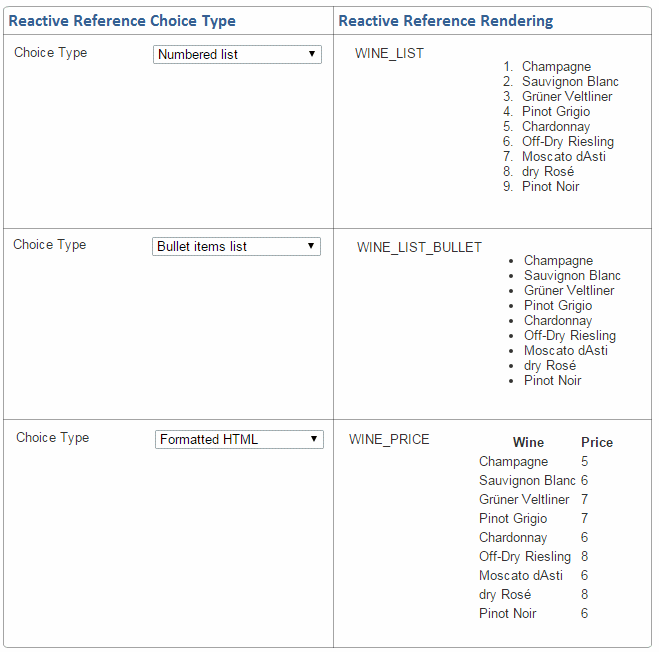 Reactive Reference Choice Type Reactive Reference Rendering
Choice Type Numbered list WINE_LIST
1. Champagne
2. Sauvignon Blanc
3. Grüner Veltliner
4. Pinot Grigio
5. Chardonnay
6. Off-Dry Riesling
7. Moscato dAsti
8. dry Rosé
9. Pinot Noir
Choice Type Bullet items list WINE_LIST_BULLET
• Champagne
• Sauvignon Blanc
• Grüner Veltliner
• Pinot Grigio
• Chardonnay
• Off-Dry Riesling
• Moscato dAsti
• dry Rosé
• Pinot Noir
Choice Type Formatted HTML WINE_PRICE
Wine Price
Champagne 5
Sauvignon Blanc 6
Grüner Veltliner 7
Pinot Grigio 7
Chardonnay 6
Off-Dry Riesling 8
Moscato dAsti 6
dry Rosé 8
Pinot Noir 6